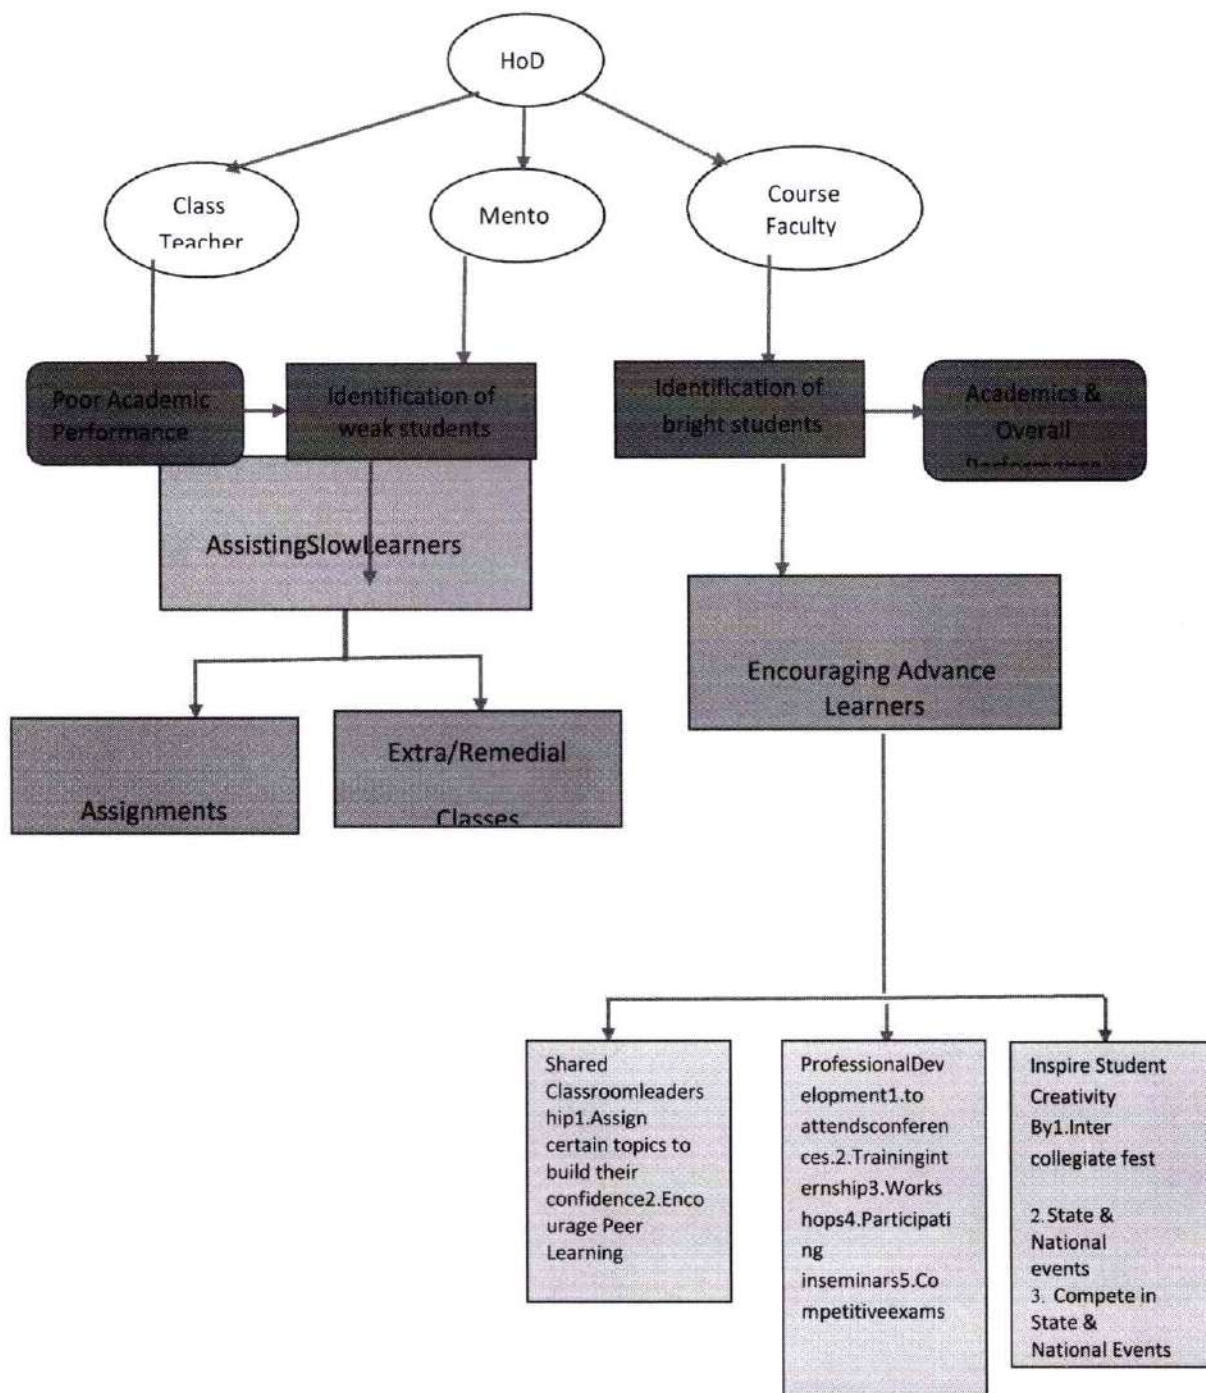 HoD
Class
Teacher
Mento
Course
Faculty
Poor Academic
Performance
Identification of
weak students
Identification of
bright students
Academics &
Overall
Performance
AssistingSlowLearners
Encouraging Advance
Learners
Assignments
Extra/Remedial
Classes
Shared
Classroomleaders
hip1.Assign
certain topics to
build their
confidence2.Enco
urage Peer
Learning
ProfessionalDev
elopment1.to
attendsconferen
ces.2.Trainingint
ernship3.Works
hops4.Participati
ng
inseminars5.Co
mpetitiveexams
Inspire Student
Creativity
By1.Inter
collegiate fest
2.State &
National
events
3. Compete in
State &
National Events